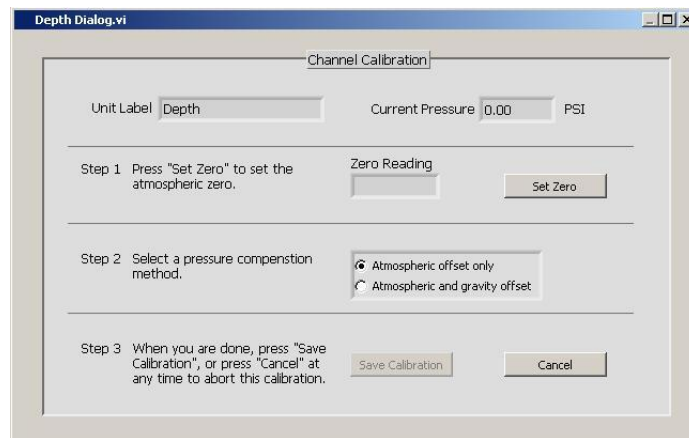 Depth Dialog.vi
Channel Calibration
Unit Label Depth Current Pressure 0.00 PSI
Step 1 Press "Set Zero" to set the
atmospheric zero.
Zero Reading
Set Zero
Step 2 Select a pressure compenstion
method.
Atmospheric offset only
Atmospheric and gravity offset
Step 3 When you are done, press "Save
Calibration", or press "Cancel" at
any time to abort this calibration.
Save Calibration
Cancel